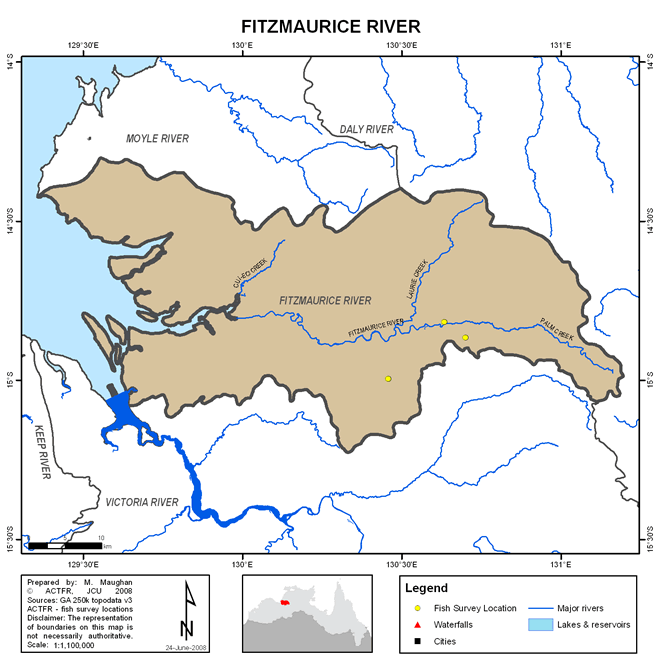 FITZMAURICE RIVER
129°30'E 130°E 130°30'E 131°E
14°S 14°S
MOYLE RIVER
DALY RIVER
14°30'S 14°30'S
LAURIE CREEK
FITZMAURICE RIVER
FITZMAURICE RIVER
PALM CREEK
15°S 15°S
KEEP RIVER
VICTORIA RIVER
15°30'S 15°30'S
0 5 10
km
129°30'E 130°E 130°30'E 131°E
Prepared by: M. Maughan
© ACTFR, JCU 2008
Sources: GA 250k topodata v3
ACTFR - fish survey locations
Disclaimer: The representation
of boundaries on this map is
not necessarily authoritative.
Scale: 1:1,100,000
N
24-June-2008
Legend
Fish Survey Location
Major rivers
Waterfalls
Lakes & reservoirs
Cities